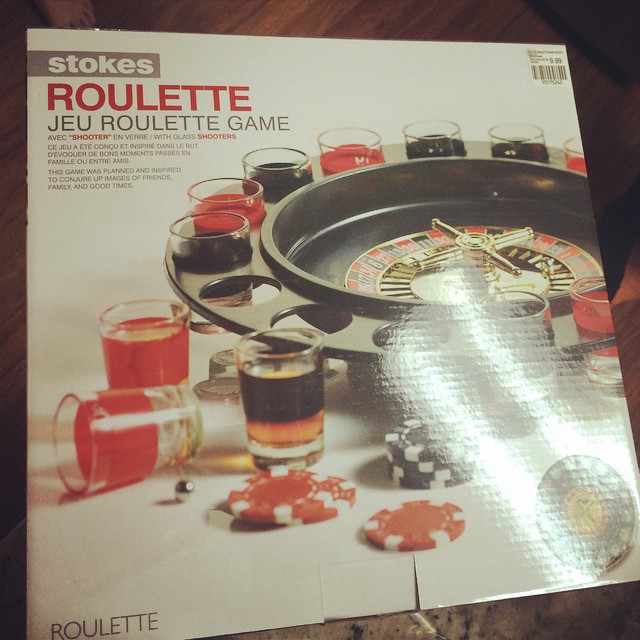 stokes
ROULETTE
JEU ROULETTE GAME
AVEC "SHOOTER" EN VERRE / WITH GLASS SHOOTERS
CE JEU A ÉTÉ CONÇU ET INSPIRÉ DANS LE BUT
D'ÉVOQUER DE BONS MOMENTS PASSÉS EN
FAMILLE OU ENTRE AMIS.
THIS GAME WAS PLANNED AND INSPIRED
TO CONJURE UP IMAGES OF FRIENDS,
FAMILY, AND GOOD TIMES.
9.99
ROULETTE